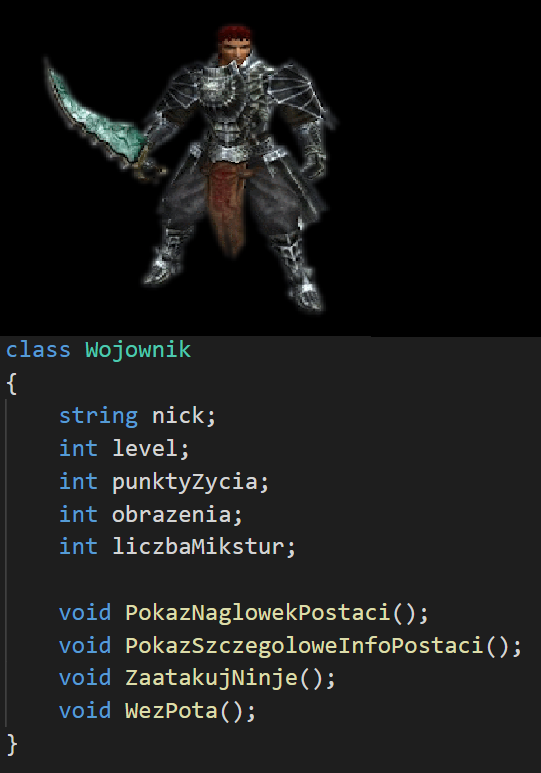 class Wojownik
{
string nick;
int level;
int punktyZycia;
int obrazenia;
int liczbaMikstur;
void PokazNaglowekPostaci();
void PokazSzczegoloweInfoPostaci();
void ZaatakujNinje();
void WezPota();
}